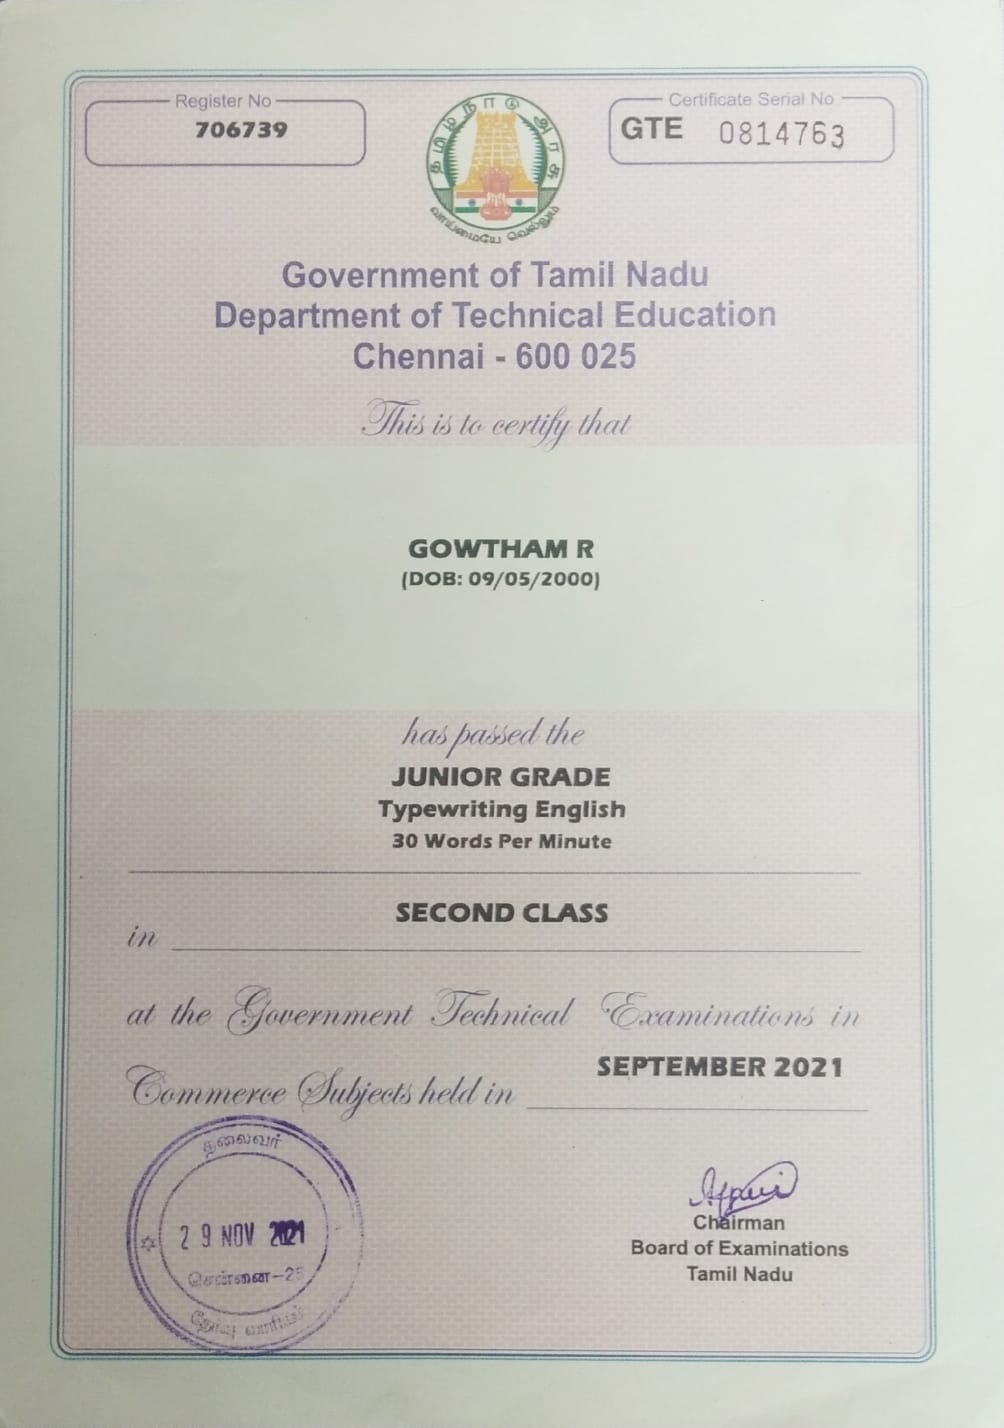 Register No
706739
Certificate Serial No
GTE 0814763
தமிழ்நாடு அரசு
வாய்மையே வெல்லும்
Government of Tamil Nadu
Department of Technical Education
Chennai - 600 025
This is to certify that
GOWTHAM R
(DOB: 09/05/2000)
has passed the
JUNIOR GRADE
Typewriting English
30 Words Per Minute
SECOND CLASS
in
at the Government Technical Examinations in
SEPTEMBER 2021
Commerce Subjects held in
தலைவர்
29 NOV 2021
சென்னை-25
தேர்வு வாரியம்
Chairman
Board of Examinations
Tamil Nadu